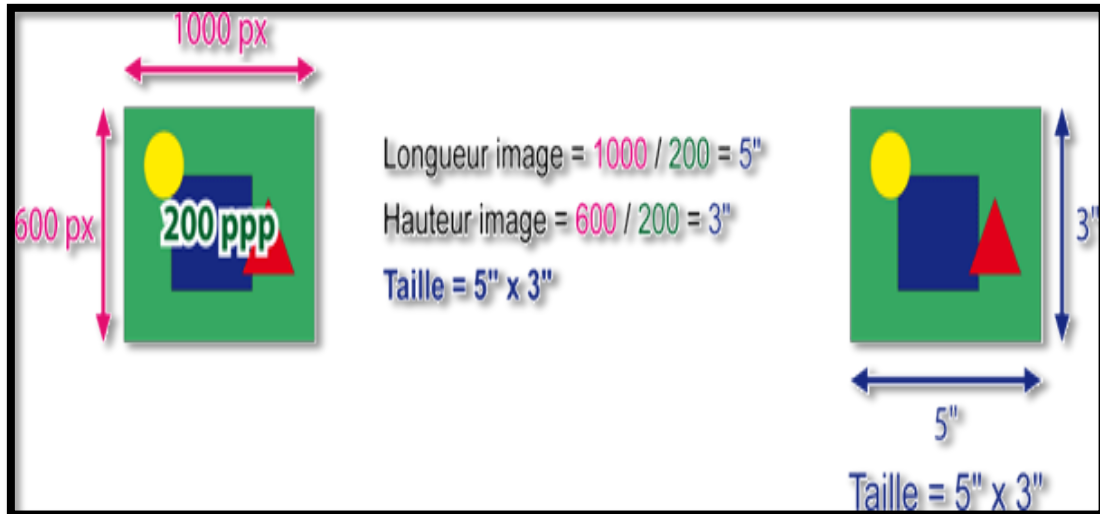 1000 px
600 px
200 ppp
Longueur image = 1000 / 200 = 5"
Hauteur image = 600 / 200 = 3"
Taille = 5" x 3"
3"
5"
Taille = 5" x 3"